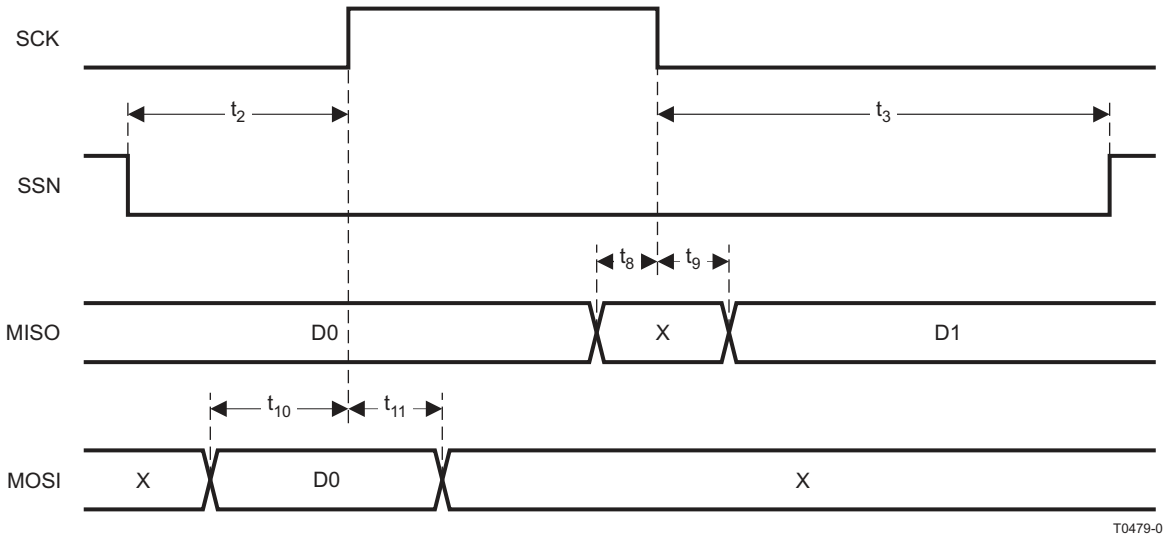 SCK
t2
t3
SSN
t8
t9
MISO D0 X D1
t10
t11
MOSI X D0 X
T0479-0